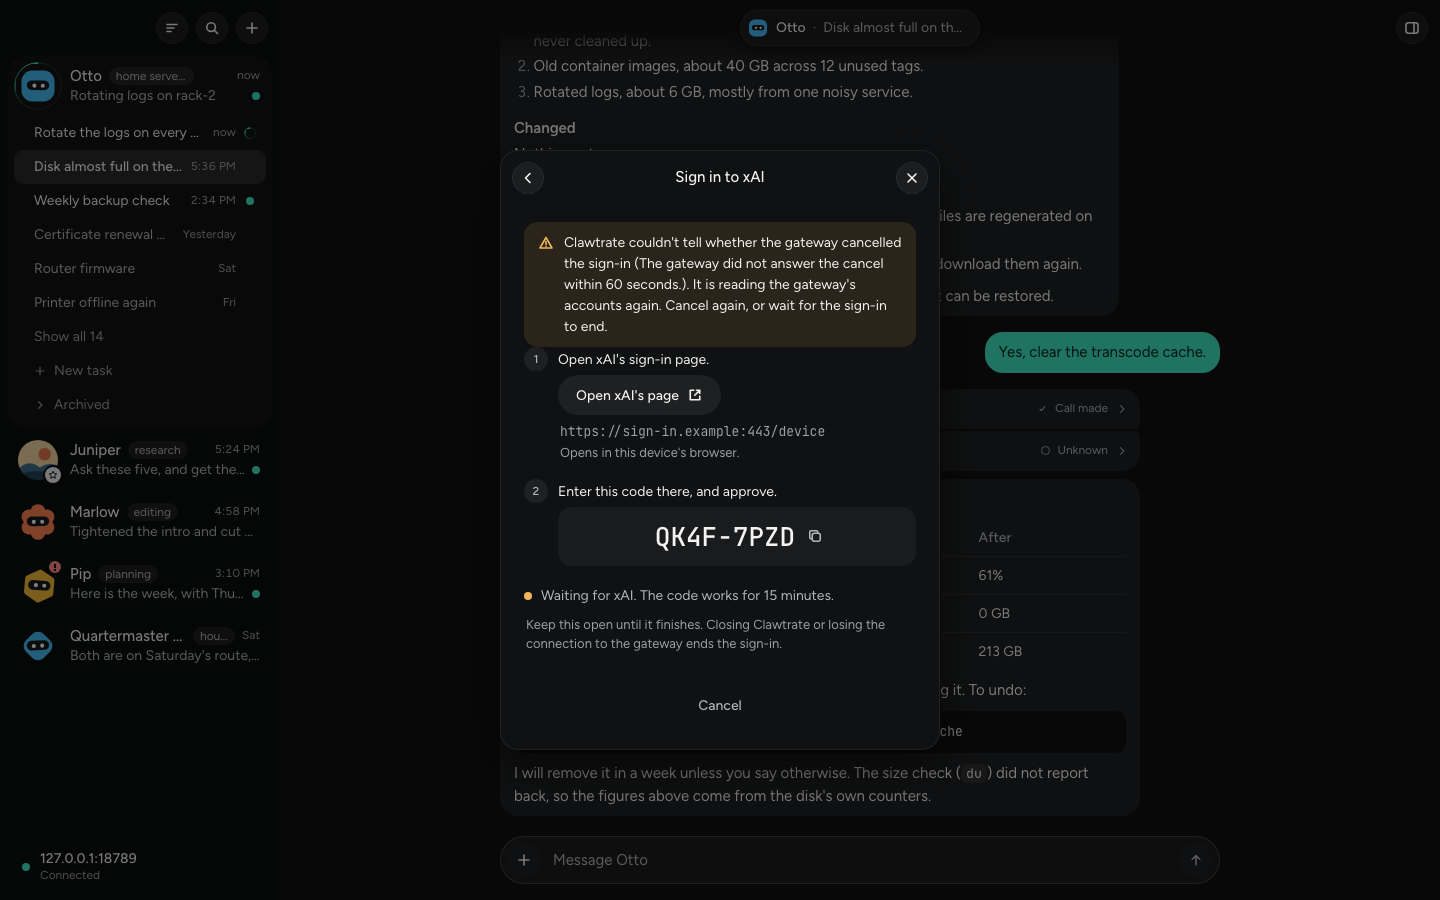 Otto · Disk almost full on th...
Otto home serve... now
Rotating logs on rack-2
Rotate the logs on every ... now
Disk almost full on the... 5:36 PM
Weekly backup check 2:34 PM
Certificate renewal ... Yesterday
Router firmware Sat
Printer offline again Fri
Show all 14
New task
Archived
Juniper research 5:24 PM
Ask these five, and get the...
Marlow editing 4:58 PM
Tightened the intro and cut ...
Pip planning 3:10 PM
Here is the week, with Thu...
Quartermaster ... hou... Sat
Both are on Saturday's route,...
127.0.0.1:18789
Connected
never cleaned up.
2. Old container images, about 40 GB across 12 unused tags.
3. Rotated logs, about 6 GB, mostly from one noisy service.
Changed
Sign in to xAI
Clawtrate couldn't tell whether the gateway cancelled
the sign-in (The gateway did not answer the cancel
within 60 seconds.). It is reading the gateway's
accounts again. Cancel again, or wait for the sign-in
to end.
1 Open xAI's sign-in page.
Open xAI's page
https://sign-in.example:443/device
Opens in this device's browser.
2 Enter this code there, and approve.
QK4F-7PZD
Waiting for xAI. The code works for 15 minutes.
Keep this open until it finishes. Closing Clawtrate or losing the
connection to the gateway ends the sign-in.
Cancel
are regenerated on
download them again.
can be restored.
Yes, clear the transcode cache.
Call made
Unknown
After
61%
0 GB
213 GB
it. To undo:
I will remove it in a week unless you say otherwise. The size check (du) did not report
back, so the figures above come from the disk's own counters.
Message Otto